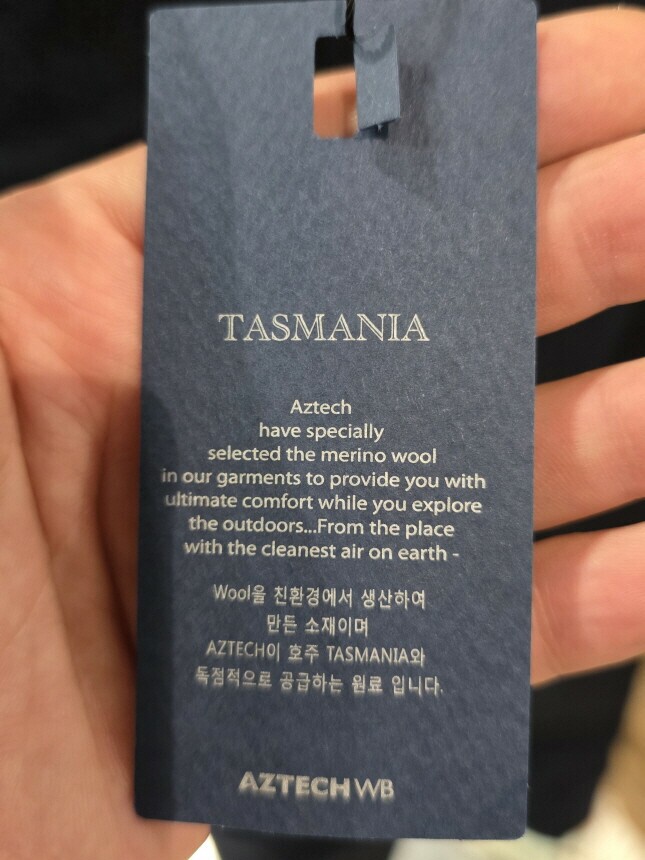 TASMANIA
Aztech
have specially
selected the merino wool
in our garments to provide you with
ultimate comfort while you explore
the outdoors...From the place
with the cleanest air on earth -
Wool을 친환경에서 생산하여
만든 소재이며
AZTECH이 호주 TASMANIA와
독점적으로 공급하는 원료 입니다.
AZTECH WB